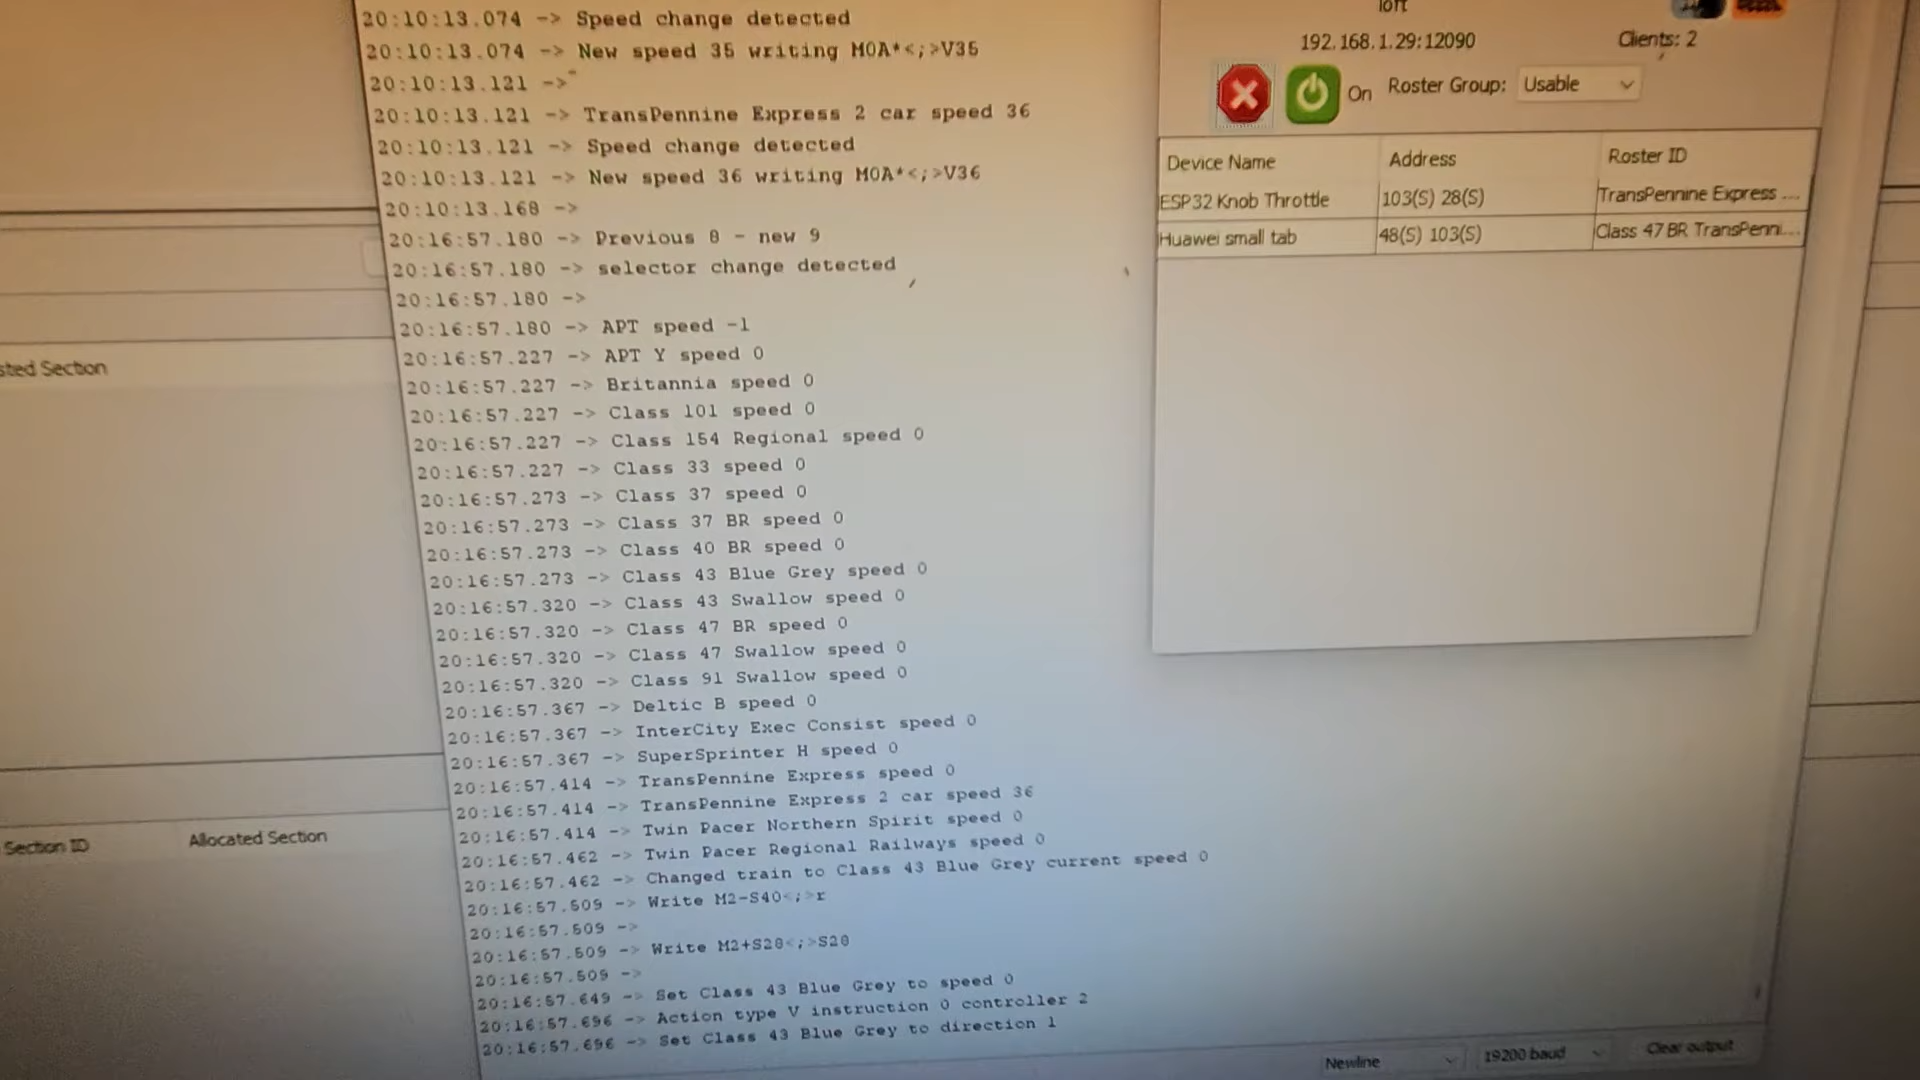 20:10:13.074 -> Speed change detected
20:10:13.074 -> New speed 35 writing M0A*<;>V35
20:10:13.121 ->
20:10:13.121 -> TransPennine Express 2 car speed 36
20:10:13.121 -> Speed change detected
20:10:13.121 -> New speed 36 writing M0A*<;>V36
20:10:13.168 ->
20:16:57.180 -> Previous 8 - new 9
20:16:57.180 -> selector change detected
20:16:57.180 ->
20:16:57.180 -> APT speed -1
20:16:57.227 -> APT Y speed 0
20:16:57.227 -> Britannia speed 0
20:16:57.227 -> Class 101 speed 0
20:16:57.227 -> Class 154 Regional speed 0
20:16:57.227 -> Class 33 speed 0
20:16:57.273 -> Class 37 speed 0
20:16:57.273 -> Class 37 BR speed 0
20:16:57.273 -> Class 40 BR speed 0
20:16:57.273 -> Class 43 Blue Grey speed 0
20:16:57.320 -> Class 43 Swallow speed 0
20:16:57.320 -> Class 47 BR speed 0
20:16:57.320 -> Class 47 Swallow speed 0
20:16:57.320 -> Class 91 Swallow speed 0
20:16:57.367 -> Deltic B speed 0
20:16:57.367 -> InterCity Exec Consist speed 0
20:16:57.367 -> SuperSprinter H speed 0
20:16:57.414 -> TransPennine Express speed 0
20:16:57.414 -> TransPennine Express 2 car speed 36
20:16:57.414 -> Twin Pacer Northern Spirit speed 0
20:16:57.462 -> Twin Pacer Regional Railways speed 0
20:16:57.462 -> Changed train to Class 43 Blue Grey current speed 0
20:16:57.509 -> Write M2-S40<;>r
20:16:57.509 ->
20:16:57.509 -> Write M2+S28<;>S28
20:16:57.509 ->
20:16:57.649 -> Set Class 43 Blue Grey to speed 0
20:16:57.696 -> Action type V instruction 0 controller 2
20:16:57.696 -> Set Class 43 Blue Grey to direction 1
Newline 19200 baud Clear output
loft
192.168.1.29:12090 Clients: 2
On Roster Group: Usable
Device Name Address Roster ID
ESP32 Knob Throttle 103(S) 28(S) TransPennine Express ...
Huawei small tab 48(S) 103(S) Class 47 BR TransPenni...
Section
Section ID Allocated Section